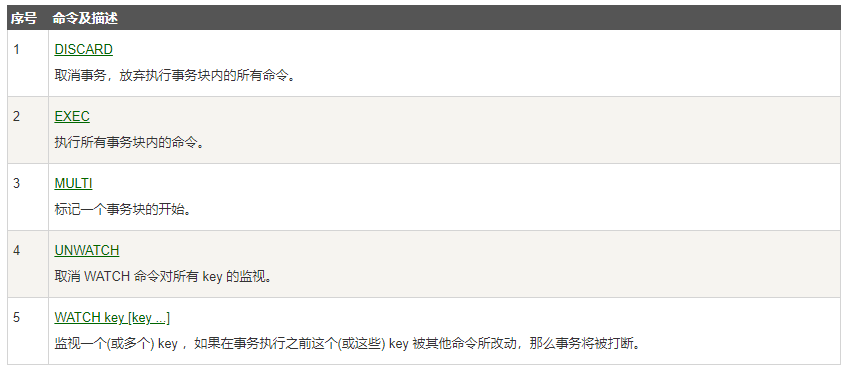 序号 命令及描述
1 DISCARD
取消事务，放弃执行事务块内的所有命令。
2 EXEC
执行所有事务块内的命令。
3 MULTI
标记一个事务块的开始。
4 UNWATCH
取消 WATCH 命令对所有 key 的监视。
5 WATCH key [key ...]
监视一个(或多个) key ，如果在事务执行之前这个(或这些) key 被其他命令所改动，那么事务将被打断。